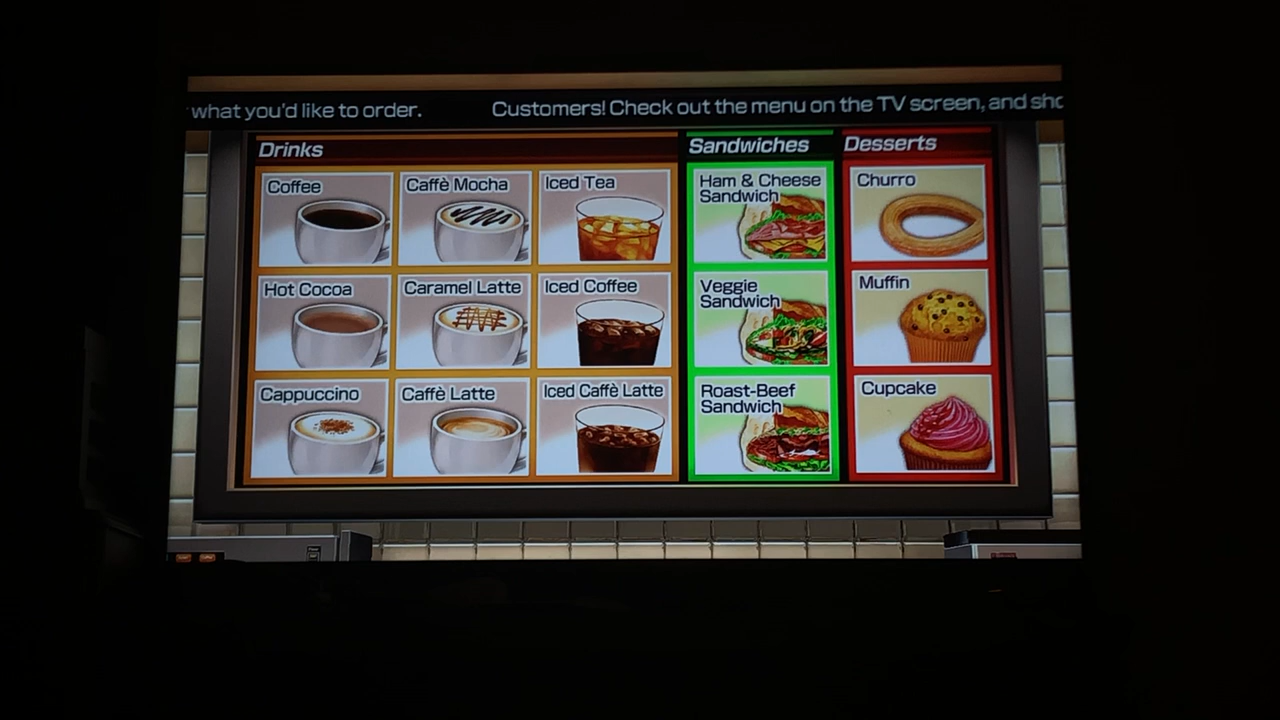 what you'd like to order. Customers! Check out the menu on the TV screen, and sho
Drinks
Sandwiches
Desserts
Coffee
Caffè Mocha
Iced Tea
Ham & Cheese
Sandwich
Churro
Hot Cocoa
Caramel Latte
Iced Coffee
Veggie
Sandwich
Muffin
Cappuccino
Caffè Latte
Iced Caffè Latte
Roast-Beef
Sandwich
Cupcake